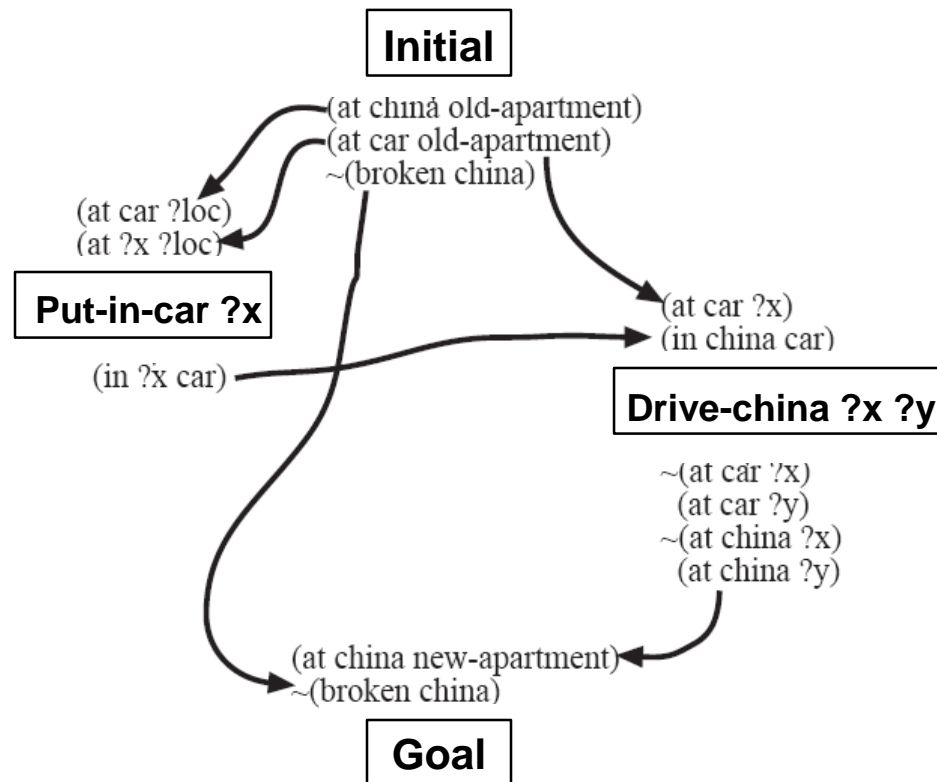 Initial
(at china old-apartment)
(at car old-apartment)
~(broken china)
(at car ?loc)
(at ?x ?loc)
Put-in-car ?x
(in ?x car)
(at car ?x)
(in china car)
Drive-china ?x ?y
~(at car ?x)
(at car ?y)
~(at china ?x)
(at china ?y)
(at china new-apartment)
~(broken china)
Goal